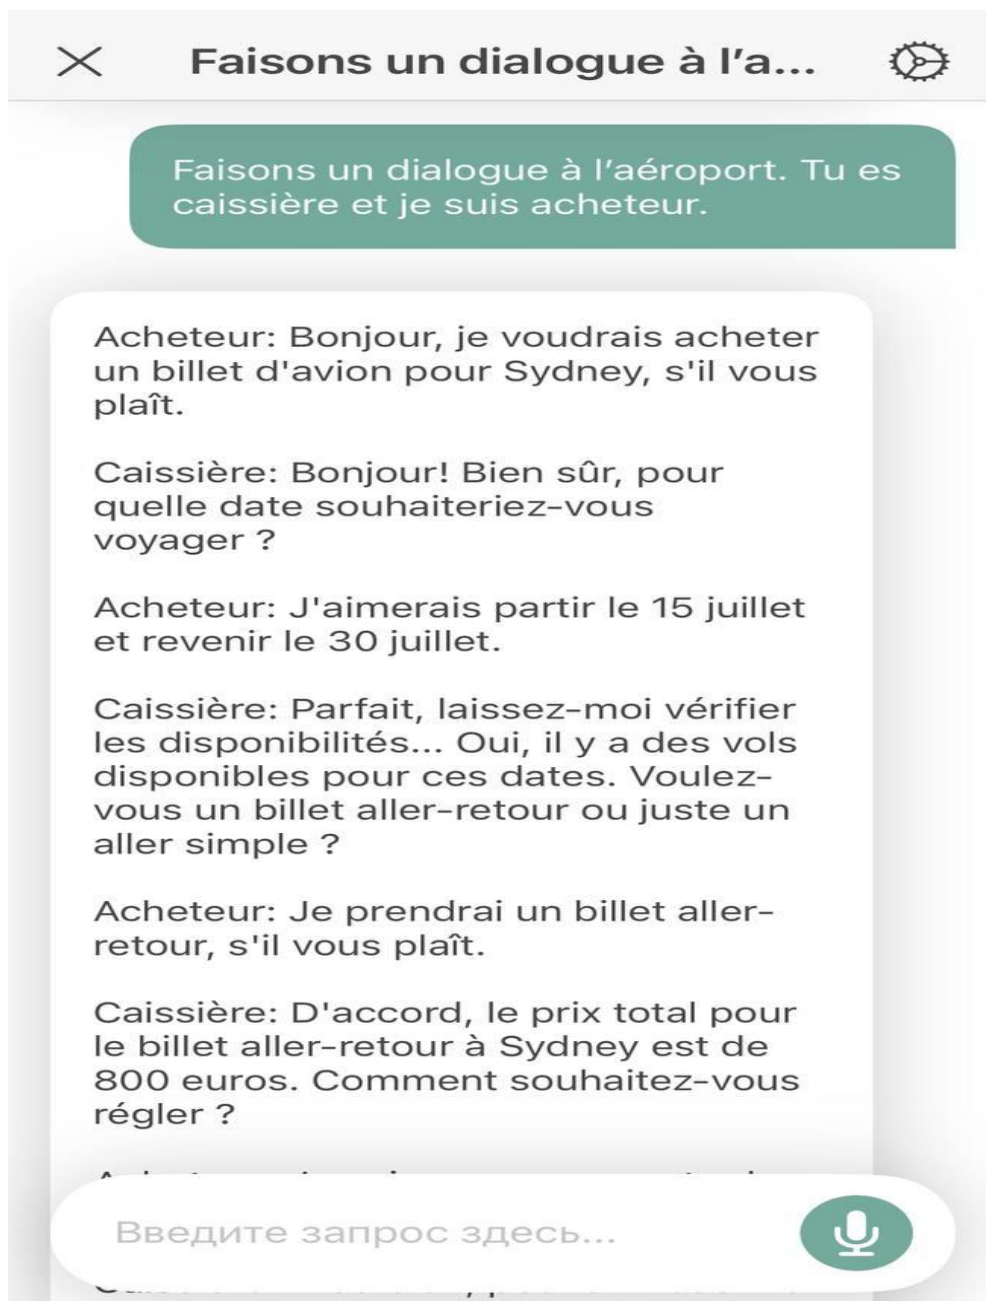 Faisons un dialogue à l’a...
Faisons un dialogue à l’aéroport. Tu es
caissière et je suis acheteur.
Acheteur: Bonjour, je voudrais acheter
un billet d'avion pour Sydney, s'il vous
plaît.
Caissière: Bonjour! Bien sûr, pour
quelle date souhaiteriez-vous
voyager ?
Acheteur: J'aimerais partir le 15 juillet
et revenir le 30 juillet.
Caissière: Parfait, laissez-moi vérifier
les disponibilités... Oui, il y a des vols
disponibles pour ces dates. Voulez-
vous un billet aller-retour ou juste un
aller simple ?
Acheteur: Je prendrai un billet aller-
retour, s'il vous plaît.
Caissière: D'accord, le prix total pour
le billet aller-retour à Sydney est de
800 euros. Comment souhaitez-vous
régler ?
Введите запрос здесь...